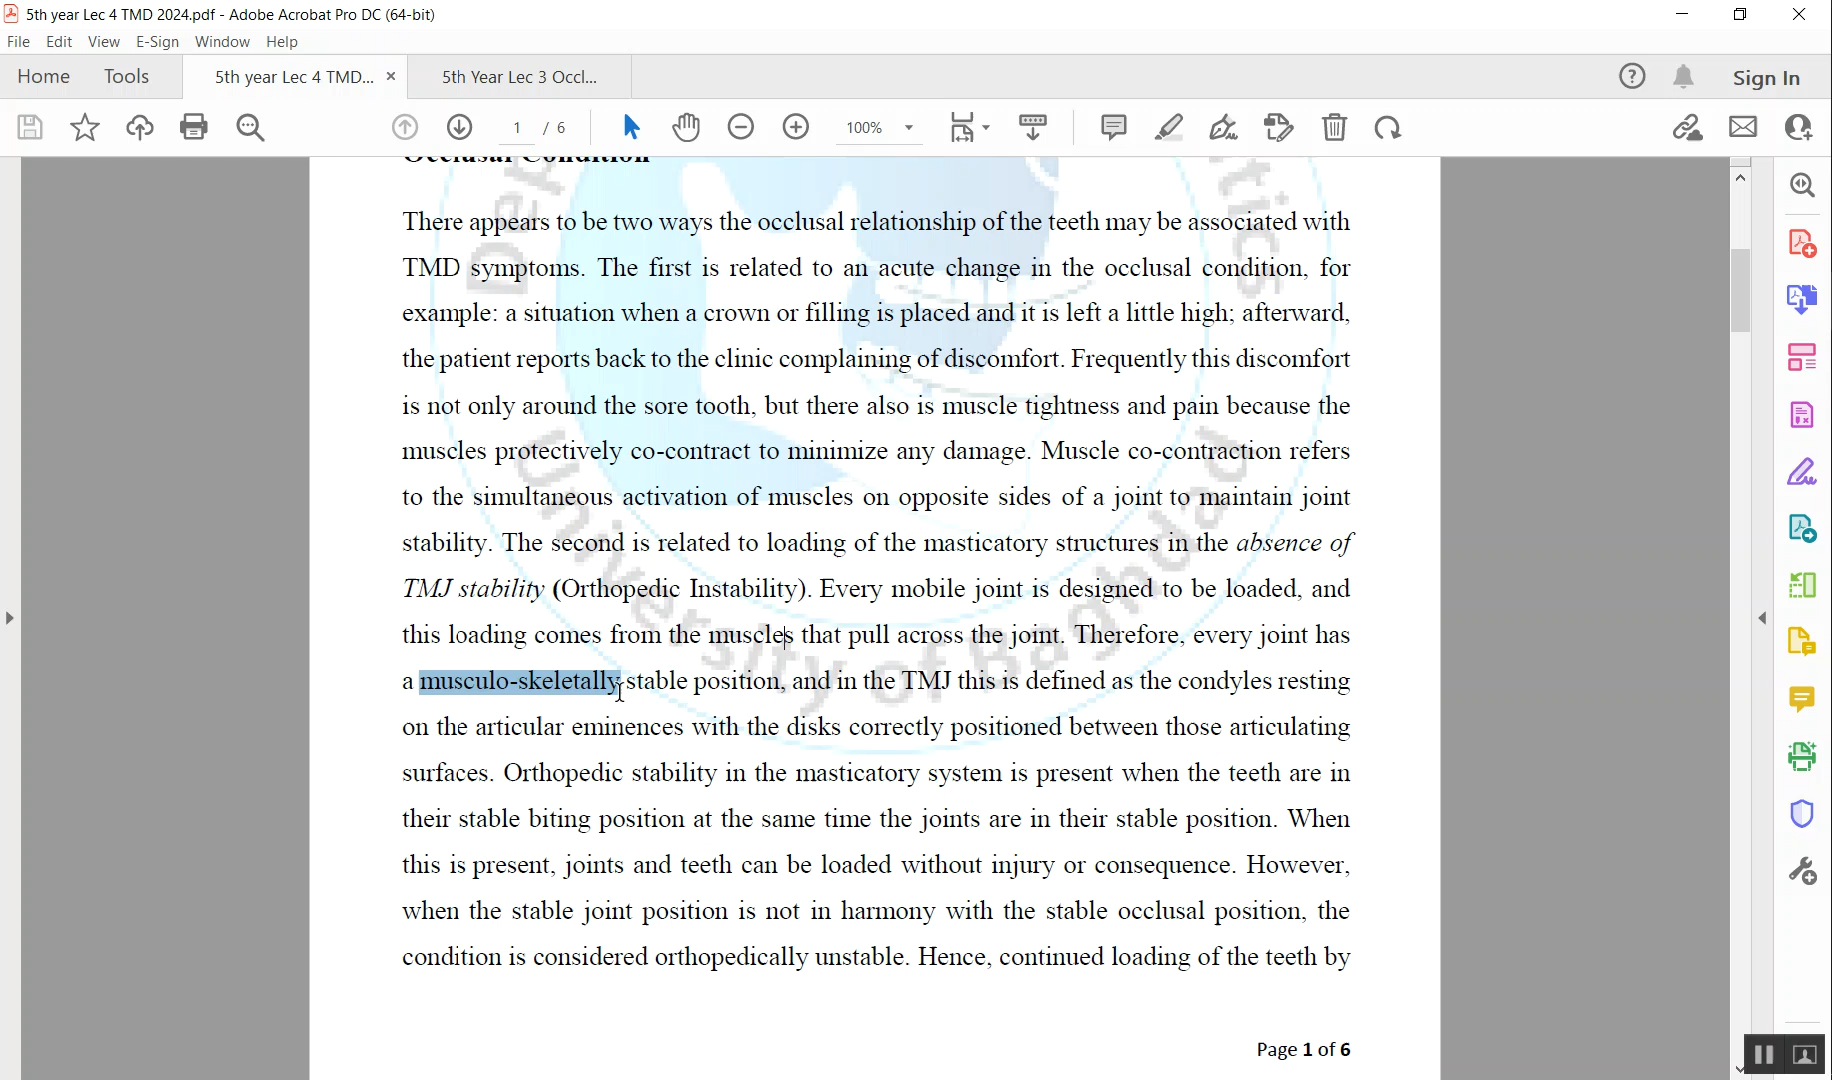 5th year Lec 4 TMD 2024.pdf - Adobe Acrobat Pro DC (64-bit)
File Edit View E-Sign Window Help
Home Tools 5th year Lec 4 TMD... × 5th Year Lec 3 Occl... Sign In
1 / 6 100%
Occlusal Condition
There appears to be two ways the occlusal relationship of the teeth may be associated with
TMD symptoms. The first is related to an acute change in the occlusal condition, for
example: a situation when a crown or filling is placed and it is left a little high; afterward,
the patient reports back to the clinic complaining of discomfort. Frequently this discomfort
is not only around the sore tooth, but there also is muscle tightness and pain because the
muscles protectively co-contract to minimize any damage. Muscle co-contraction refers
to the simultaneous activation of muscles on opposite sides of a joint to maintain joint
stability. The second is related to loading of the masticatory structures in the absence of
TMJ stability (Orthopedic Instability). Every mobile joint is designed to be loaded, and
this loading comes from the muscles that pull across the joint. Therefore, every joint has
a musculo-skeletally stable position, and in the TMJ this is defined as the condyles resting
on the articular eminences with the disks correctly positioned between those articulating
surfaces. Orthopedic stability in the masticatory system is present when the teeth are in
their stable biting position at the same time the joints are in their stable position. When
this is present, joints and teeth can be loaded without injury or consequence. However,
when the stable joint position is not in harmony with the stable occlusal position, the
condition is considered orthopedically unstable. Hence, continued loading of the teeth by
University of Baghdad
Page 1 of 6